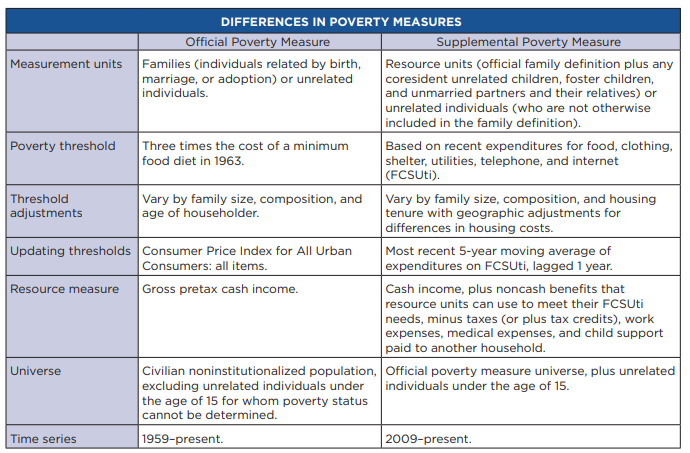 DIFFERENCES IN POVERTY MEASURES
Official Poverty Measure
Supplemental Poverty Measure
Measurement units
Families (individuals related by birth,
marriage, or adoption) or unrelated
individuals.
Resource units (official family definition plus any
coresident unrelated children, foster children,
and unmarried partners and their relatives) or
unrelated individuals (who are not otherwise
included in the family definition).
Poverty threshold
Three times the cost of a minimum
food diet in 1963.
Based on recent expenditures for food, clothing,
shelter, utilities, telephone, and internet
(FCSUti).
Threshold
adjustments
Vary by family size, composition, and
age of householder.
Vary by family size, composition, and housing
tenure with geographic adjustments for
differences in housing costs.
Updating thresholds
Consumer Price Index for All Urban
Consumers: all items.
Most recent 5-year moving average of
expenditures on FCSUti, lagged 1 year.
Resource measure
Gross pretax cash income.
Cash income, plus noncash benefits that
resource units can use to meet their FCSUti
needs, minus taxes (or plus tax credits), work
expenses, medical expenses, and child support
paid to another household.
Universe
Civilian noninstitutionalized population,
excluding unrelated individuals under
the age of 15 for whom poverty status
cannot be determined.
Official poverty measure universe, plus unrelated
individuals under the age of 15.
Time series
1959–present.
2009–present.